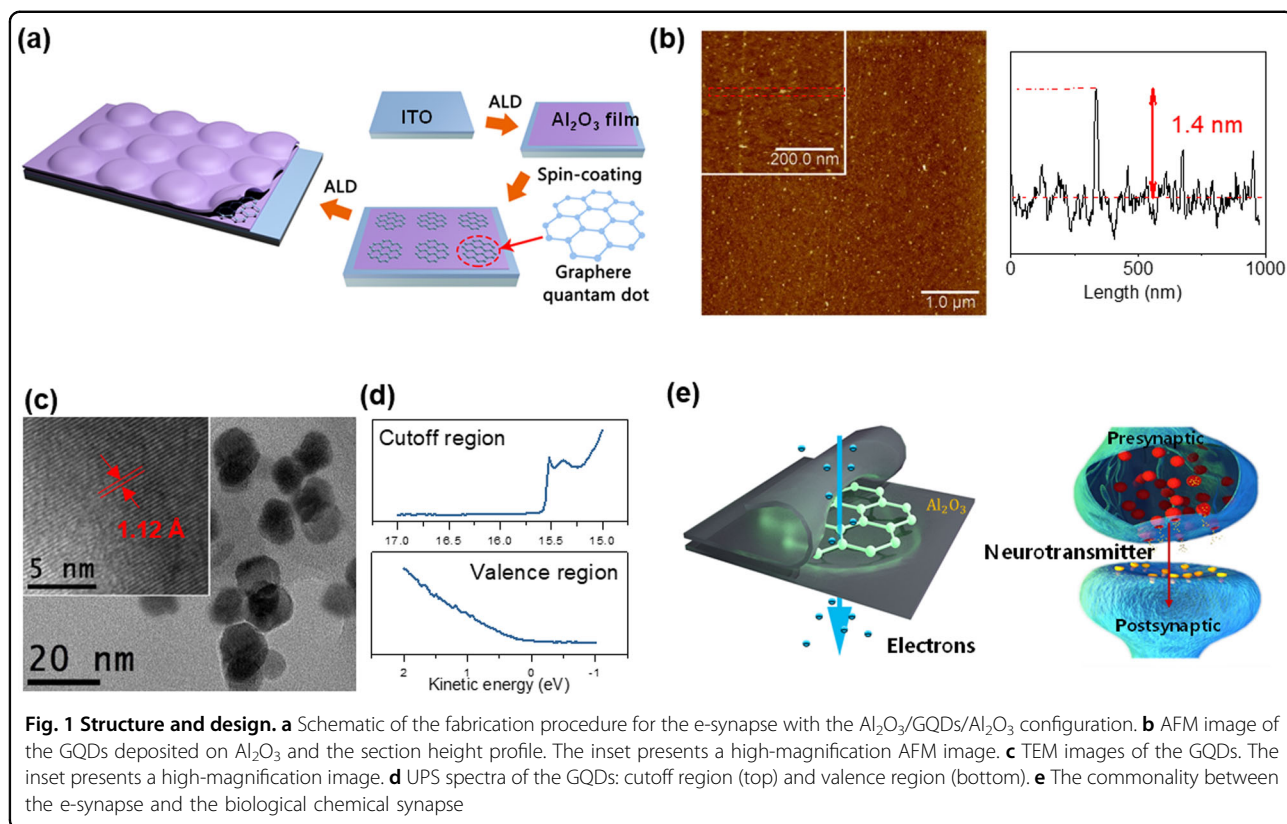 (a)
ITO
ALD
Al₂O₃ film
Spin-coating
ALD
Graphere
quantam dot
(b)
200.0 nm
1.0 µm
1.4 nm
0 500 1000
Length (nm)
(c)
1.12 Å
5 nm
20 nm
(d)
Cutoff region
17.0 16.5 16.0 15.5 15.0
Valence region
2 1 0 -1
Kinetic energy (eV)
(e)
Al₂O₃
Electrons
Presynaptic
Neurotransmitter
Postsynaptic
Fig. 1 Structure and design. a Schematic of the fabrication procedure for the e-synapse with the Al₂O₃/GQDs/Al₂O₃ configuration. b AFM image of
the GQDs deposited on Al₂O₃ and the section height profile. The inset presents a high-magnification AFM image. c TEM images of the GQDs. The
inset presents a high-magnification image. d UPS spectra of the GQDs: cutoff region (top) and valence region (bottom). e The commonality between
the e-synapse and the biological chemical synapse